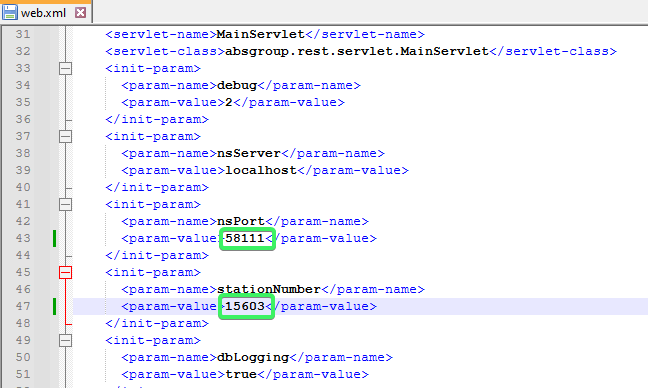 web.xml
31 <servlet-name>MainServlet</servlet-name>
32 <servlet-class>absgroup.rest.servlet.MainServlet</servlet-class>
33 <init-param>
34 <param-name>debug</param-name>
35 <param-value>2</param-value>
36 </init-param>
37 <init-param>
38 <param-name>nsServer</param-name>
39 <param-value>localhost</param-value>
40 </init-param>
41 <init-param>
42 <param-name>nsPort</param-name>
43 <param-value>58111</param-value>
44 </init-param>
45 <init-param>
46 <param-name>stationNumber</param-name>
47 <param-value>15603</param-value>
48 </init-param>
49 <init-param>
50 <param-name>dbLogging</param-name>
51 <param-value>true</param-value>